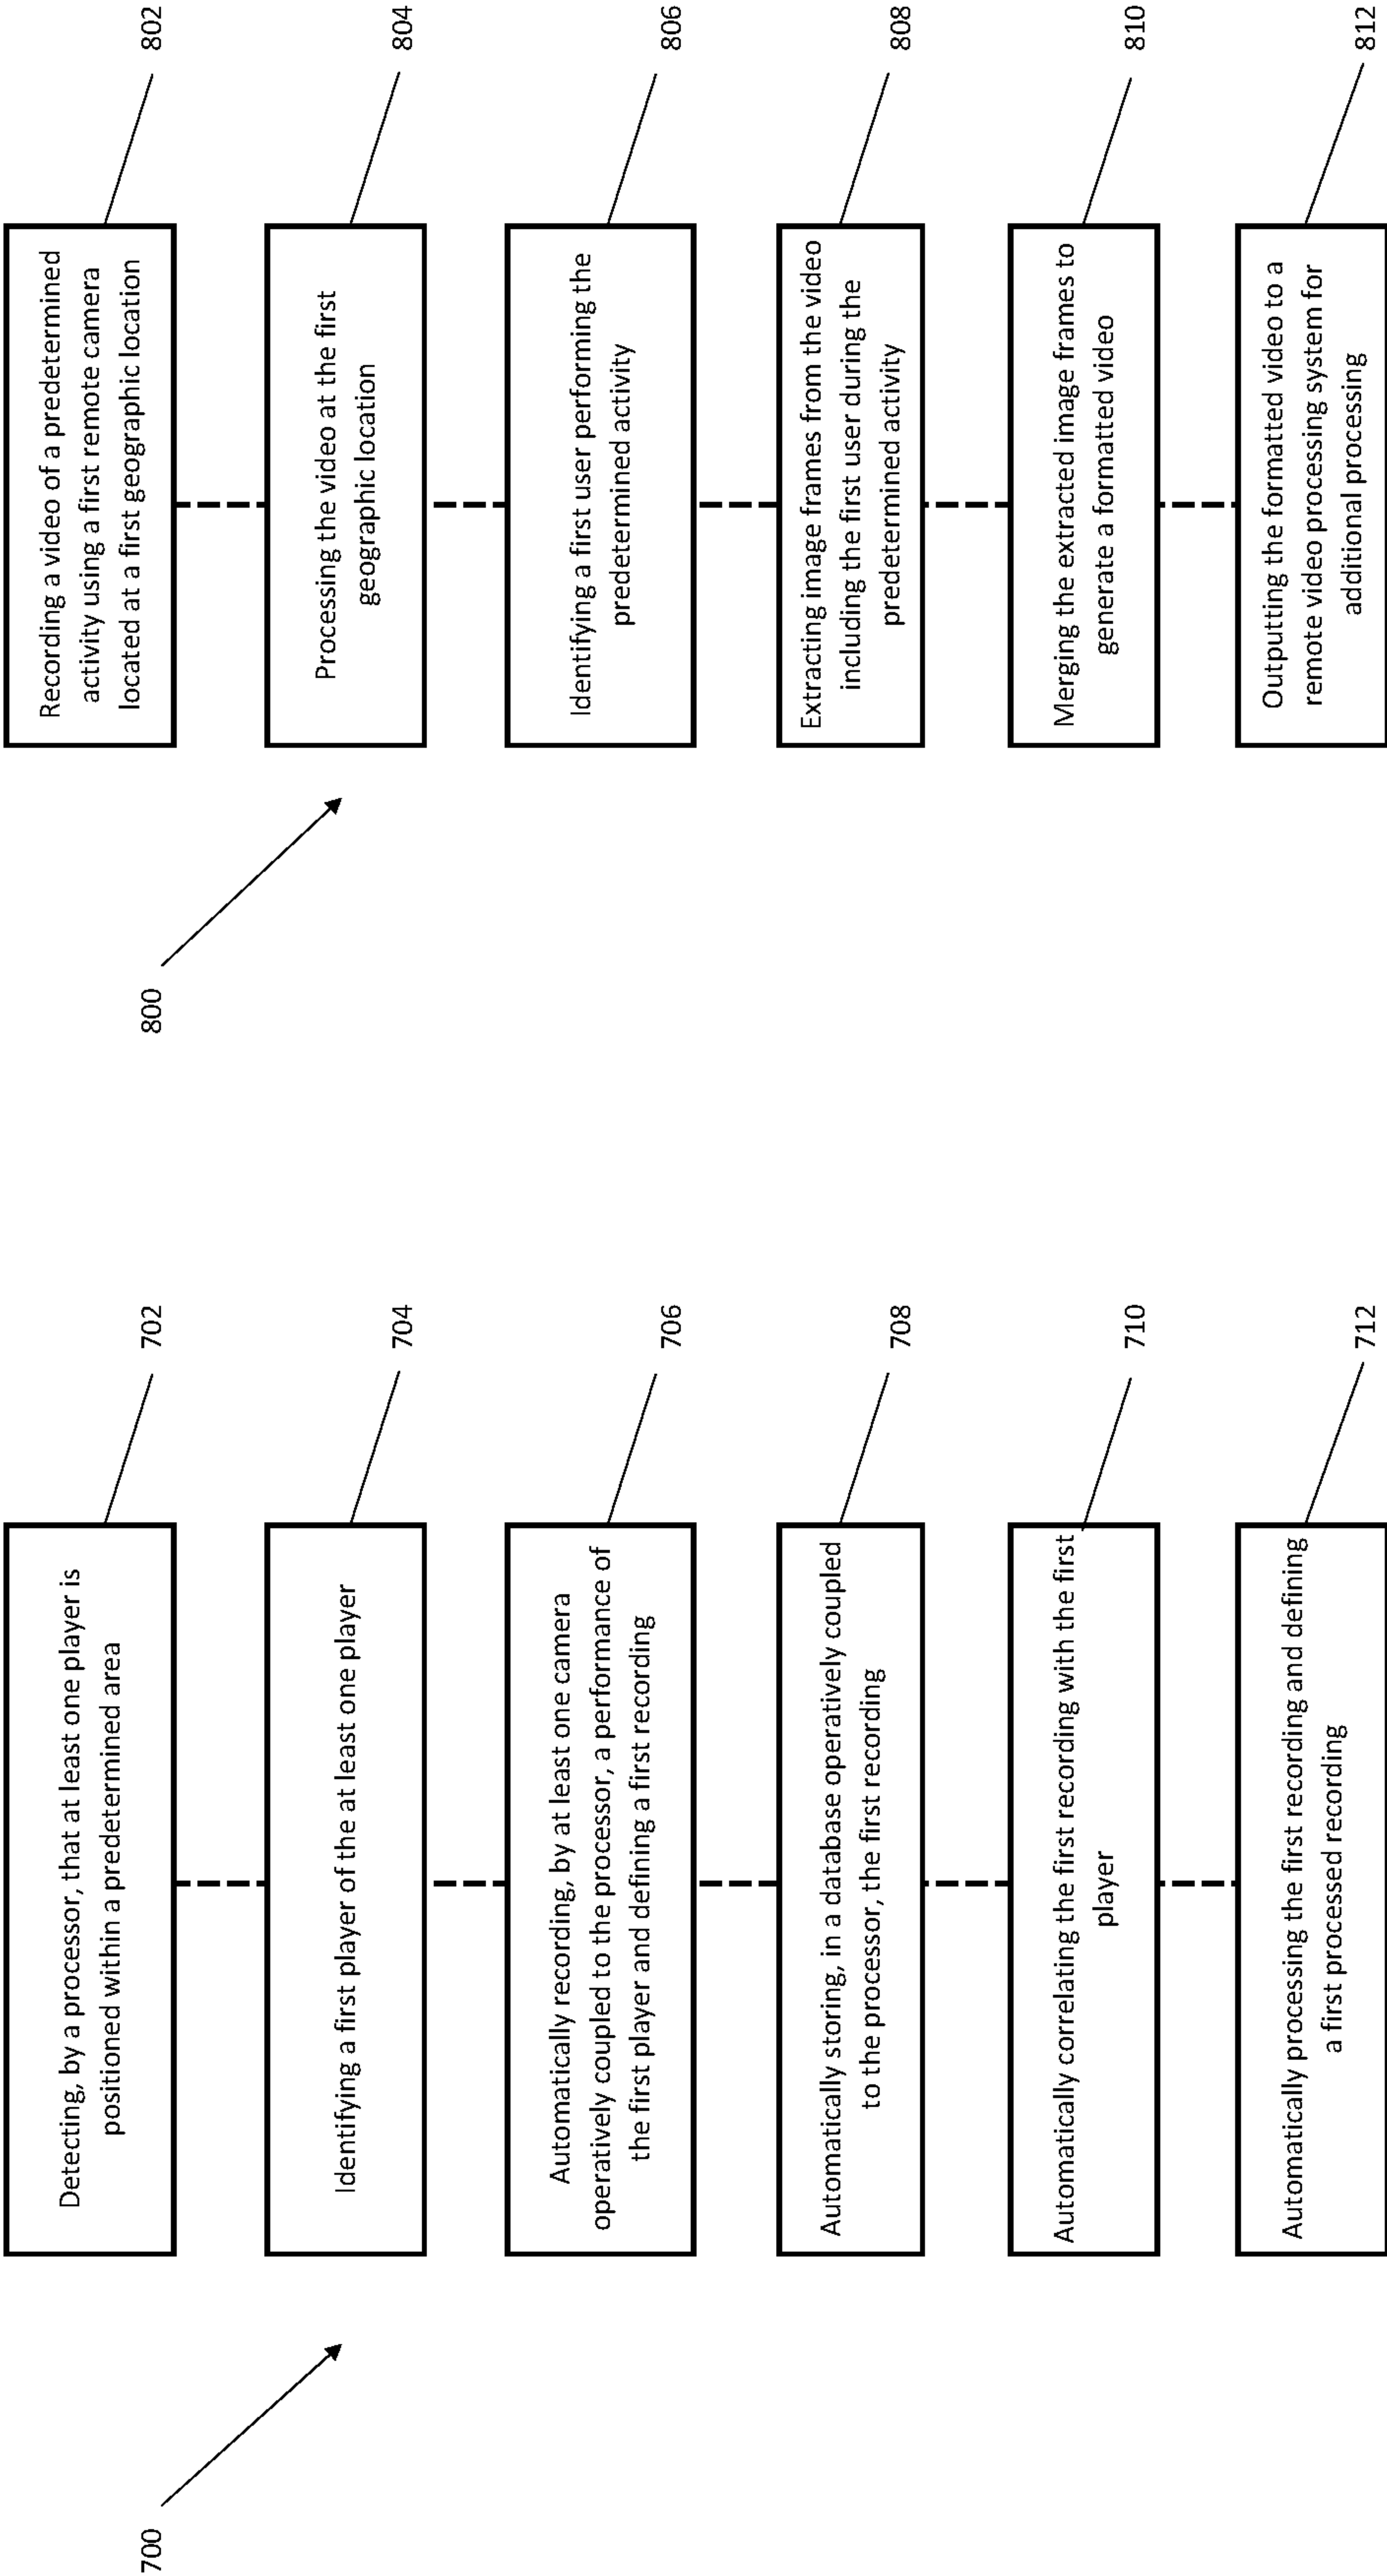 700
Detecting, by a processor, that at least one player is
positioned within a predetermined area
702
Identifying a first player of the at least one player
704
Automatically recording, by at least one camera
operatively coupled to the processor, a performance of
the first player and defining a first recording
706
Automatically storing, in a database operatively coupled
to the processor, the first recording
708
Automatically correlating the first recording with the first
player
710
Automatically processing the first recording and defining
a first processed recording
712
800
Recording a video of a predetermined
activity using a first remote camera
located at a first geographic location
802
Processing the video at the first
geographic location
804
Identifying a first user performing the
predetermined activity
806
Extracting image frames from the video
including the first user during the
predetermined activity
808
Merging the extracted image frames to
generate a formatted video
810
Outputting the formatted video to a
remote video processing system for
additional processing
812